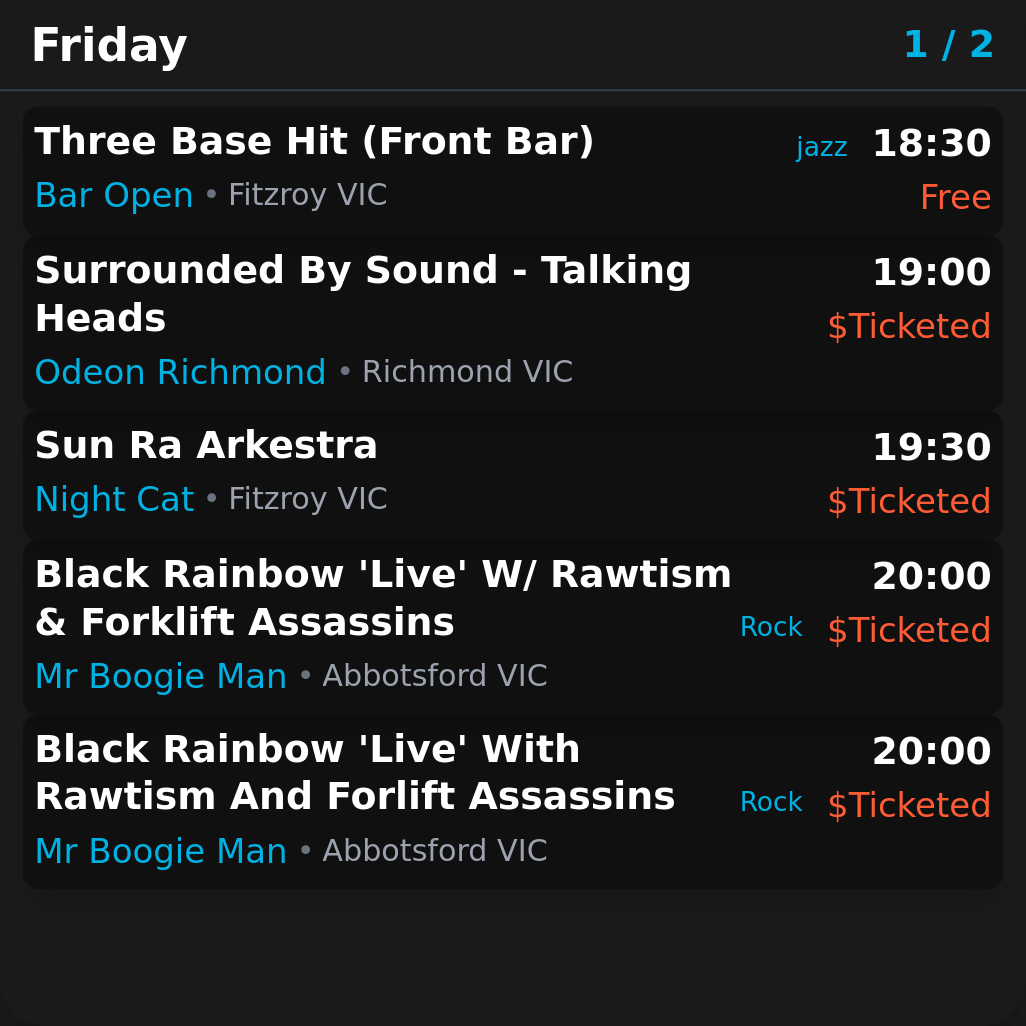 Friday 1 / 2
Three Base Hit (Front Bar) jazz 18:30
Bar Open • Fitzroy VIC Free
Surrounded By Sound - Talking 19:00
Heads $Ticketed
Odeon Richmond • Richmond VIC
Sun Ra Arkestra 19:30
Night Cat • Fitzroy VIC $Ticketed
Black Rainbow 'Live' W/ Rawtism 20:00
& Forklift Assassins Rock $Ticketed
Mr Boogie Man • Abbotsford VIC
Black Rainbow 'Live' With 20:00
Rawtism And Forlift Assassins Rock $Ticketed
Mr Boogie Man • Abbotsford VIC